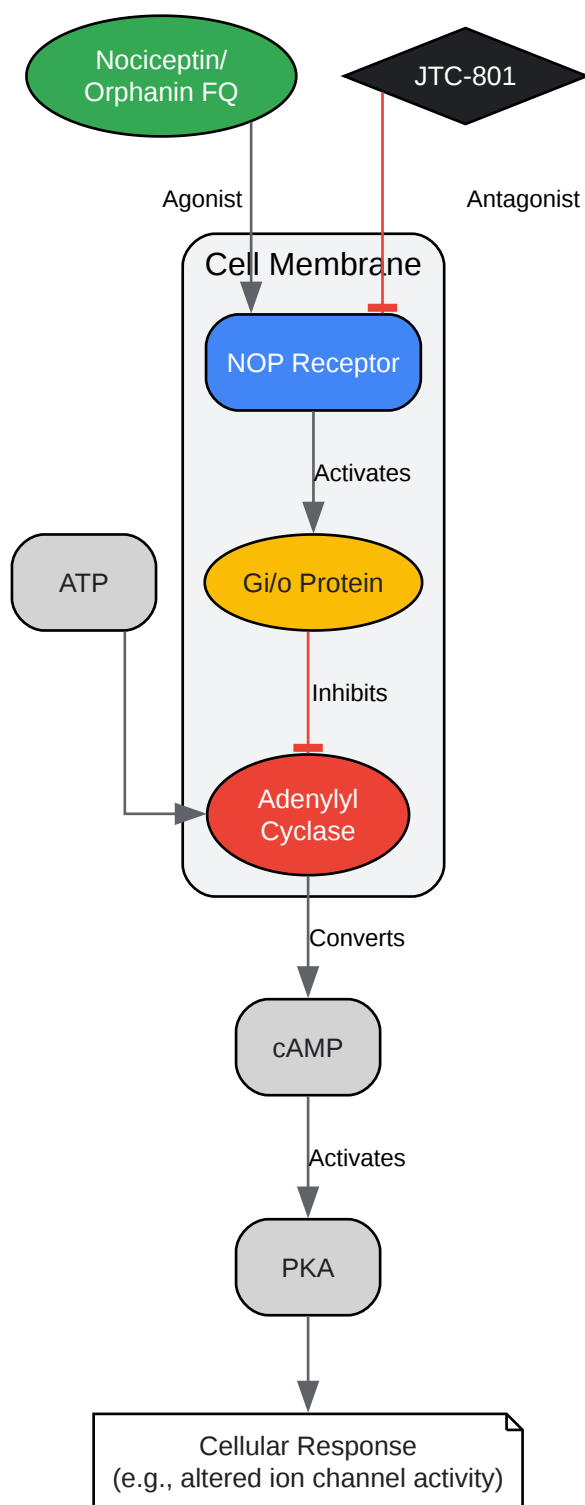 Nociceptin/
Orphanin FQ
JTC-801
Agonist
Antagonist
Cell Membrane
NOP Receptor
Activates
ATP
Gi/o Protein
Inhibits
Adenylyl
Cyclase
Converts
cAMP
Activates
PKA
Cellular Response
(e.g., altered ion channel activity)